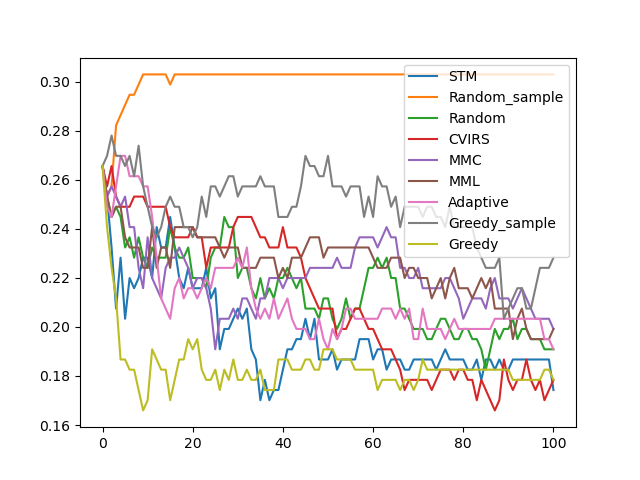 0.30
0.28
0.26
0.24
0.22
0.20
0.18
0.16
0
20
40
60
80
100
STM
Random_sample
Random
CVIRS
MMC
MML
Adaptive
Greedy_sample
Greedy